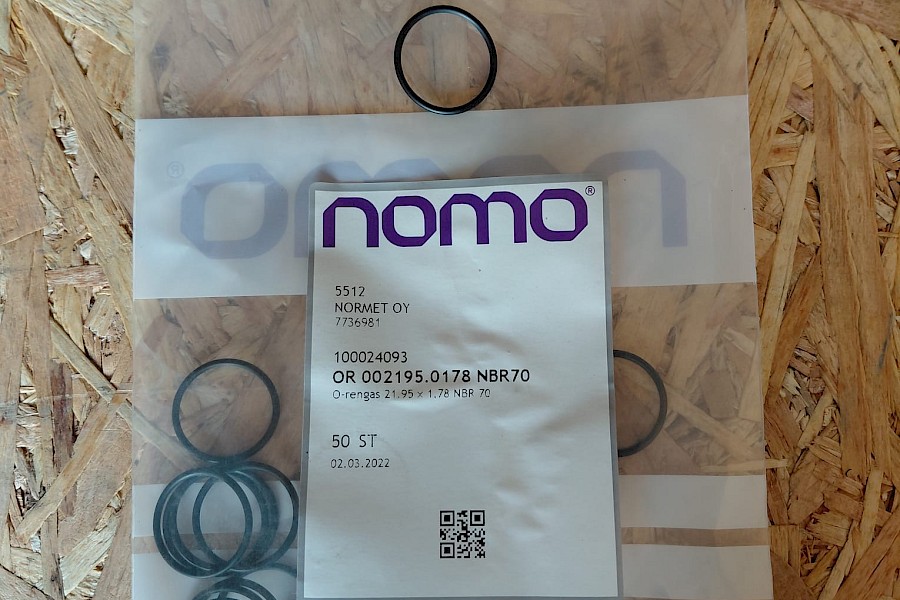 nomo®
5512
NORMET OY
7736981
100024093
OR 002195.0178 NBR70
O-rengas 21.95 x 1.78 NBR 70
50 ST
02.03.2022